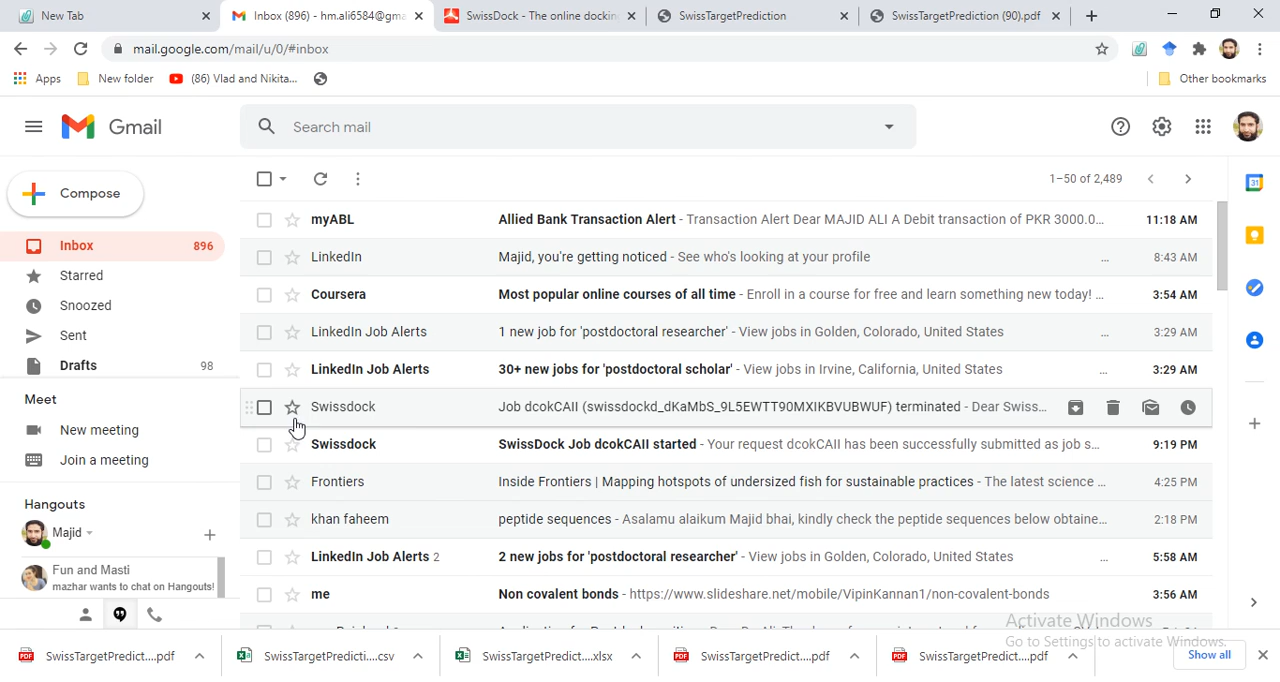 New Tab
Inbox (896) - hm.ali6584@gma
SwissDock - The online docking
SwissTargetPrediction
SwissTargetPrediction (90).pdf
mail.google.com/mail/u/0/#inbox
Apps
New folder
(86) Vlad and Nikita...
Other bookmarks
Gmail
Search mail
Compose
1–50 of 2,489
Inbox 896
Starred
Snoozed
Sent
Drafts 98
Meet
New meeting
Join a meeting
Hangouts
Majid
Fun and Masti
mazhar wants to chat on Hangouts!
myABL Allied Bank Transaction Alert - Transaction Alert Dear MAJID ALI A Debit transaction of PKR 3000.0... 11:18 AM
LinkedIn Majid, you're getting noticed - See who's looking at your profile ... 8:43 AM
Coursera Most popular online courses of all time - Enroll in a course for free and learn something new today! ... 3:54 AM
LinkedIn Job Alerts 1 new job for 'postdoctoral researcher' - View jobs in Golden, Colorado, United States ... 3:29 AM
LinkedIn Job Alerts 30+ new jobs for 'postdoctoral scholar' - View jobs in Irvine, California, United States ... 3:29 AM
Swissdock Job dcokCAII (swissdockd_dKaMbS_9L5EWTT90MXIKBVUBWUF) terminated - Dear Swiss...
Swissdock SwissDock Job dcokCAII started - Your request dcokCAII has been successfully submitted as job s... 9:19 PM
Frontiers Inside Frontiers | Mapping hotspots of undersized fish for sustainable practices - The latest science ... 4:25 PM
khan faheem peptide sequences - Asalamu alaikum Majid bhai, kindly check the peptide sequences below obtaine... 2:18 PM
LinkedIn Job Alerts 2 2 new jobs for 'postdoctoral researcher' - View jobs in Golden, Colorado, United States ... 5:58 AM
me Non covalent bonds - https://www.slideshare.net/mobile/VipinKannan1/non-covalent-bonds 3:56 AM
Activate Windows
Go to Settings to activate Windows.
SwissTargetPredict....pdf
SwissTargetPredicti....csv
SwissTargetPredict....xlsx
SwissTargetPredict....pdf
SwissTargetPredict....pdf
Show all